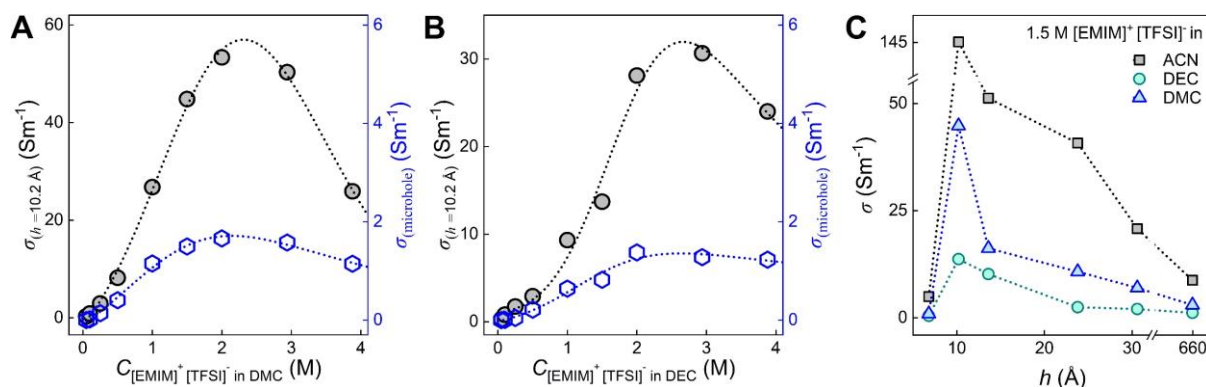 A
σ(h =10.2 Å) (Sm⁻¹)
60
40
20
0
0
1
2
3
4
C[EMIM]⁺[TFSI]⁻ in DMC (M)
6
4
2
0
σ(microhole) (Sm⁻¹)
B
σ(h =10.2 Å) (Sm⁻¹)
30
20
10
0
0
1
2
3
4
C[EMIM]⁺[TFSI]⁻ in DEC (M)
6
4
2
0
σ(microhole) (Sm⁻¹)
C
1.5 M [EMIM]⁺ [TFSI]⁻ in
ACN
DEC
DMC
σ (Sm⁻¹)
145
50
25
0
10
20
30
660
h (Å)